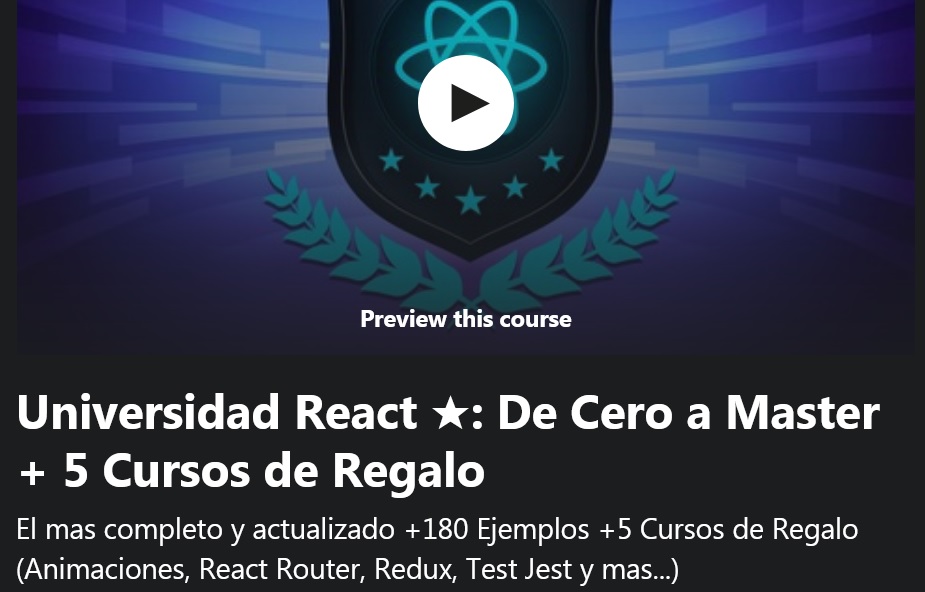 Preview this course
Universidad React ★: De Cero a Master
+ 5 Cursos de Regalo
El mas completo y actualizado +180 Ejemplos +5 Cursos de Regalo
(Animaciones, React Router, Redux, Test Jest y mas...)